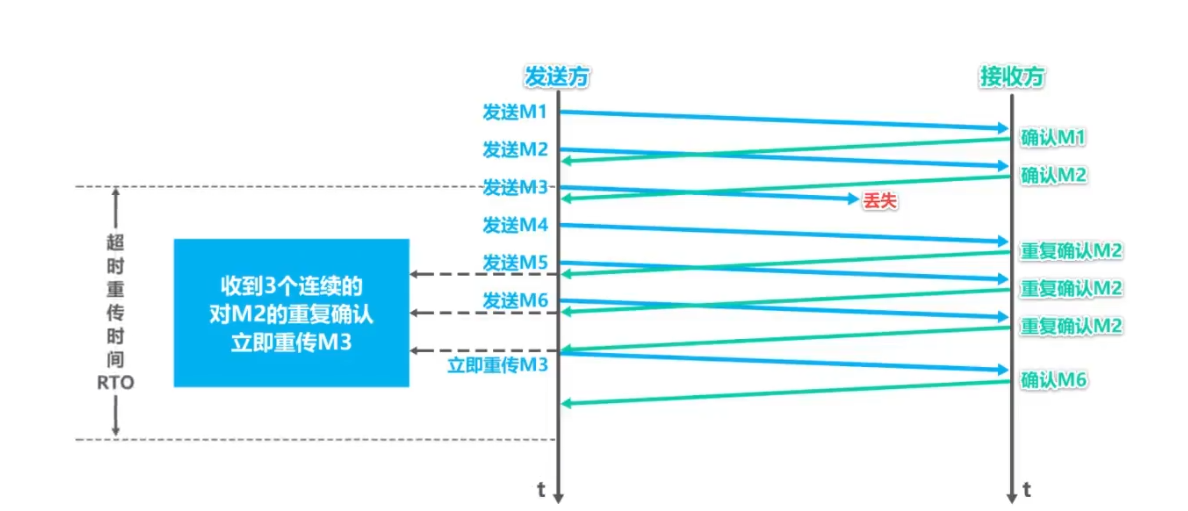 发送方
接收方
发送M1
确认M1
发送M2
确认M2
发送M3
丢失
发送M4
重复确认M2
发送M5
重复确认M2
发送M6
重复确认M2
立即重传M3
确认M6
超
时
重
传
时
间
RTO
收到3个连续的
对M2的重复确认
立即重传M3
t
t